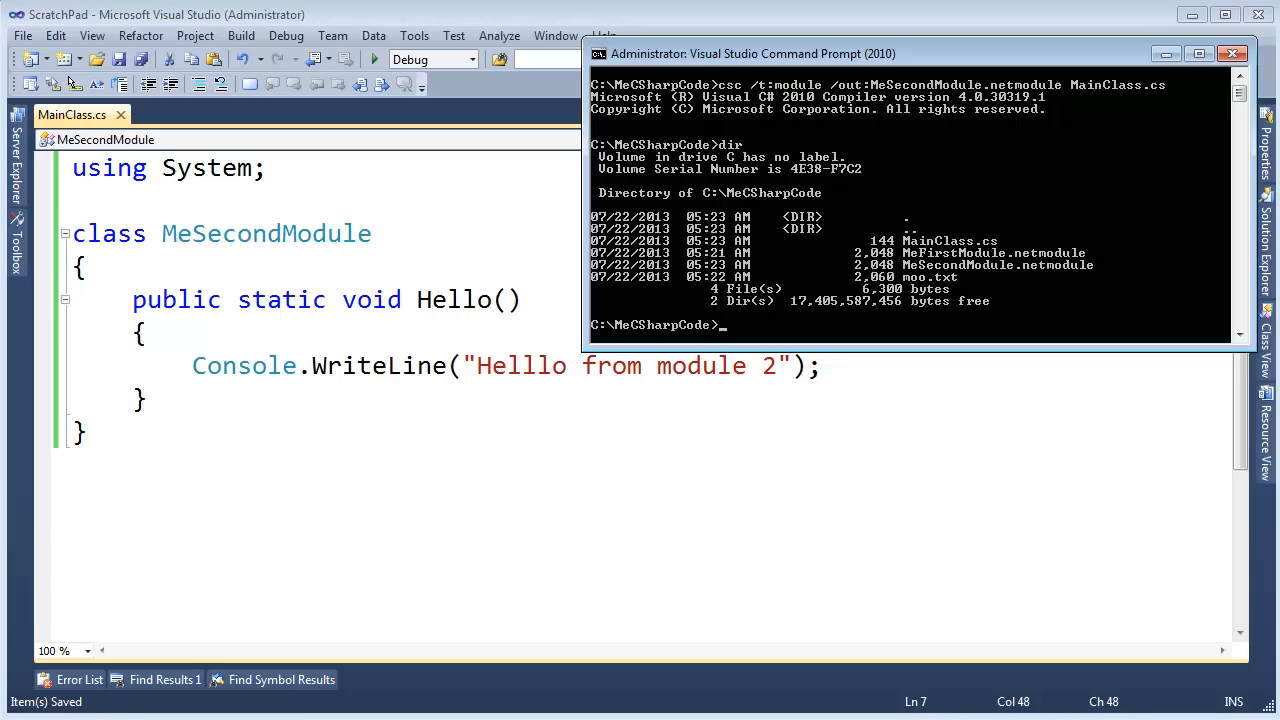 ScratchPad - Microsoft Visual Studio (Administrator)
File Edit View Refactor Project Build Debug Team Data Tools Test Analyze Window Help
Debug
MainClass.cs
MeSecondModule
using System;
class MeSecondModule
{
public static void Hello()
{
Console.WriteLine("Helllo from module 2");
}
}
Administrator: Visual Studio Command Prompt (2010)
C:\MeCSharpCode>csc /t:module /out:MeSecondModule.netmodule MainClass.cs
Microsoft (R) Visual C# 2010 Compiler version 4.0.30319.1
Copyright (C) Microsoft Corporation. All rights reserved.
C:\MeCSharpCode>dir
Volume in drive C has no label.
Volume Serial Number is 4E38-F7C2
Directory of C:\MeCSharpCode
07/22/2013 05:23 AM <DIR> .
07/22/2013 05:23 AM <DIR> ..
07/22/2013 05:23 AM 144 MainClass.cs
07/22/2013 05:21 AM 2,048 MeFirstModule.netmodule
07/22/2013 05:23 AM 2,048 MeSecondModule.netmodule
07/22/2013 05:22 AM 2,060 moo.txt
4 File(s) 6,300 bytes
2 Dir(s) 17,405,587,456 bytes free
C:\MeCSharpCode>_
Server Explorer
Toolbox
Properties
Solution Explorer
Class View
Resource View
100 %
Error List
Find Results 1
Find Symbol Results
Item(s) Saved
Ln 7
Col 48
Ch 48
INS